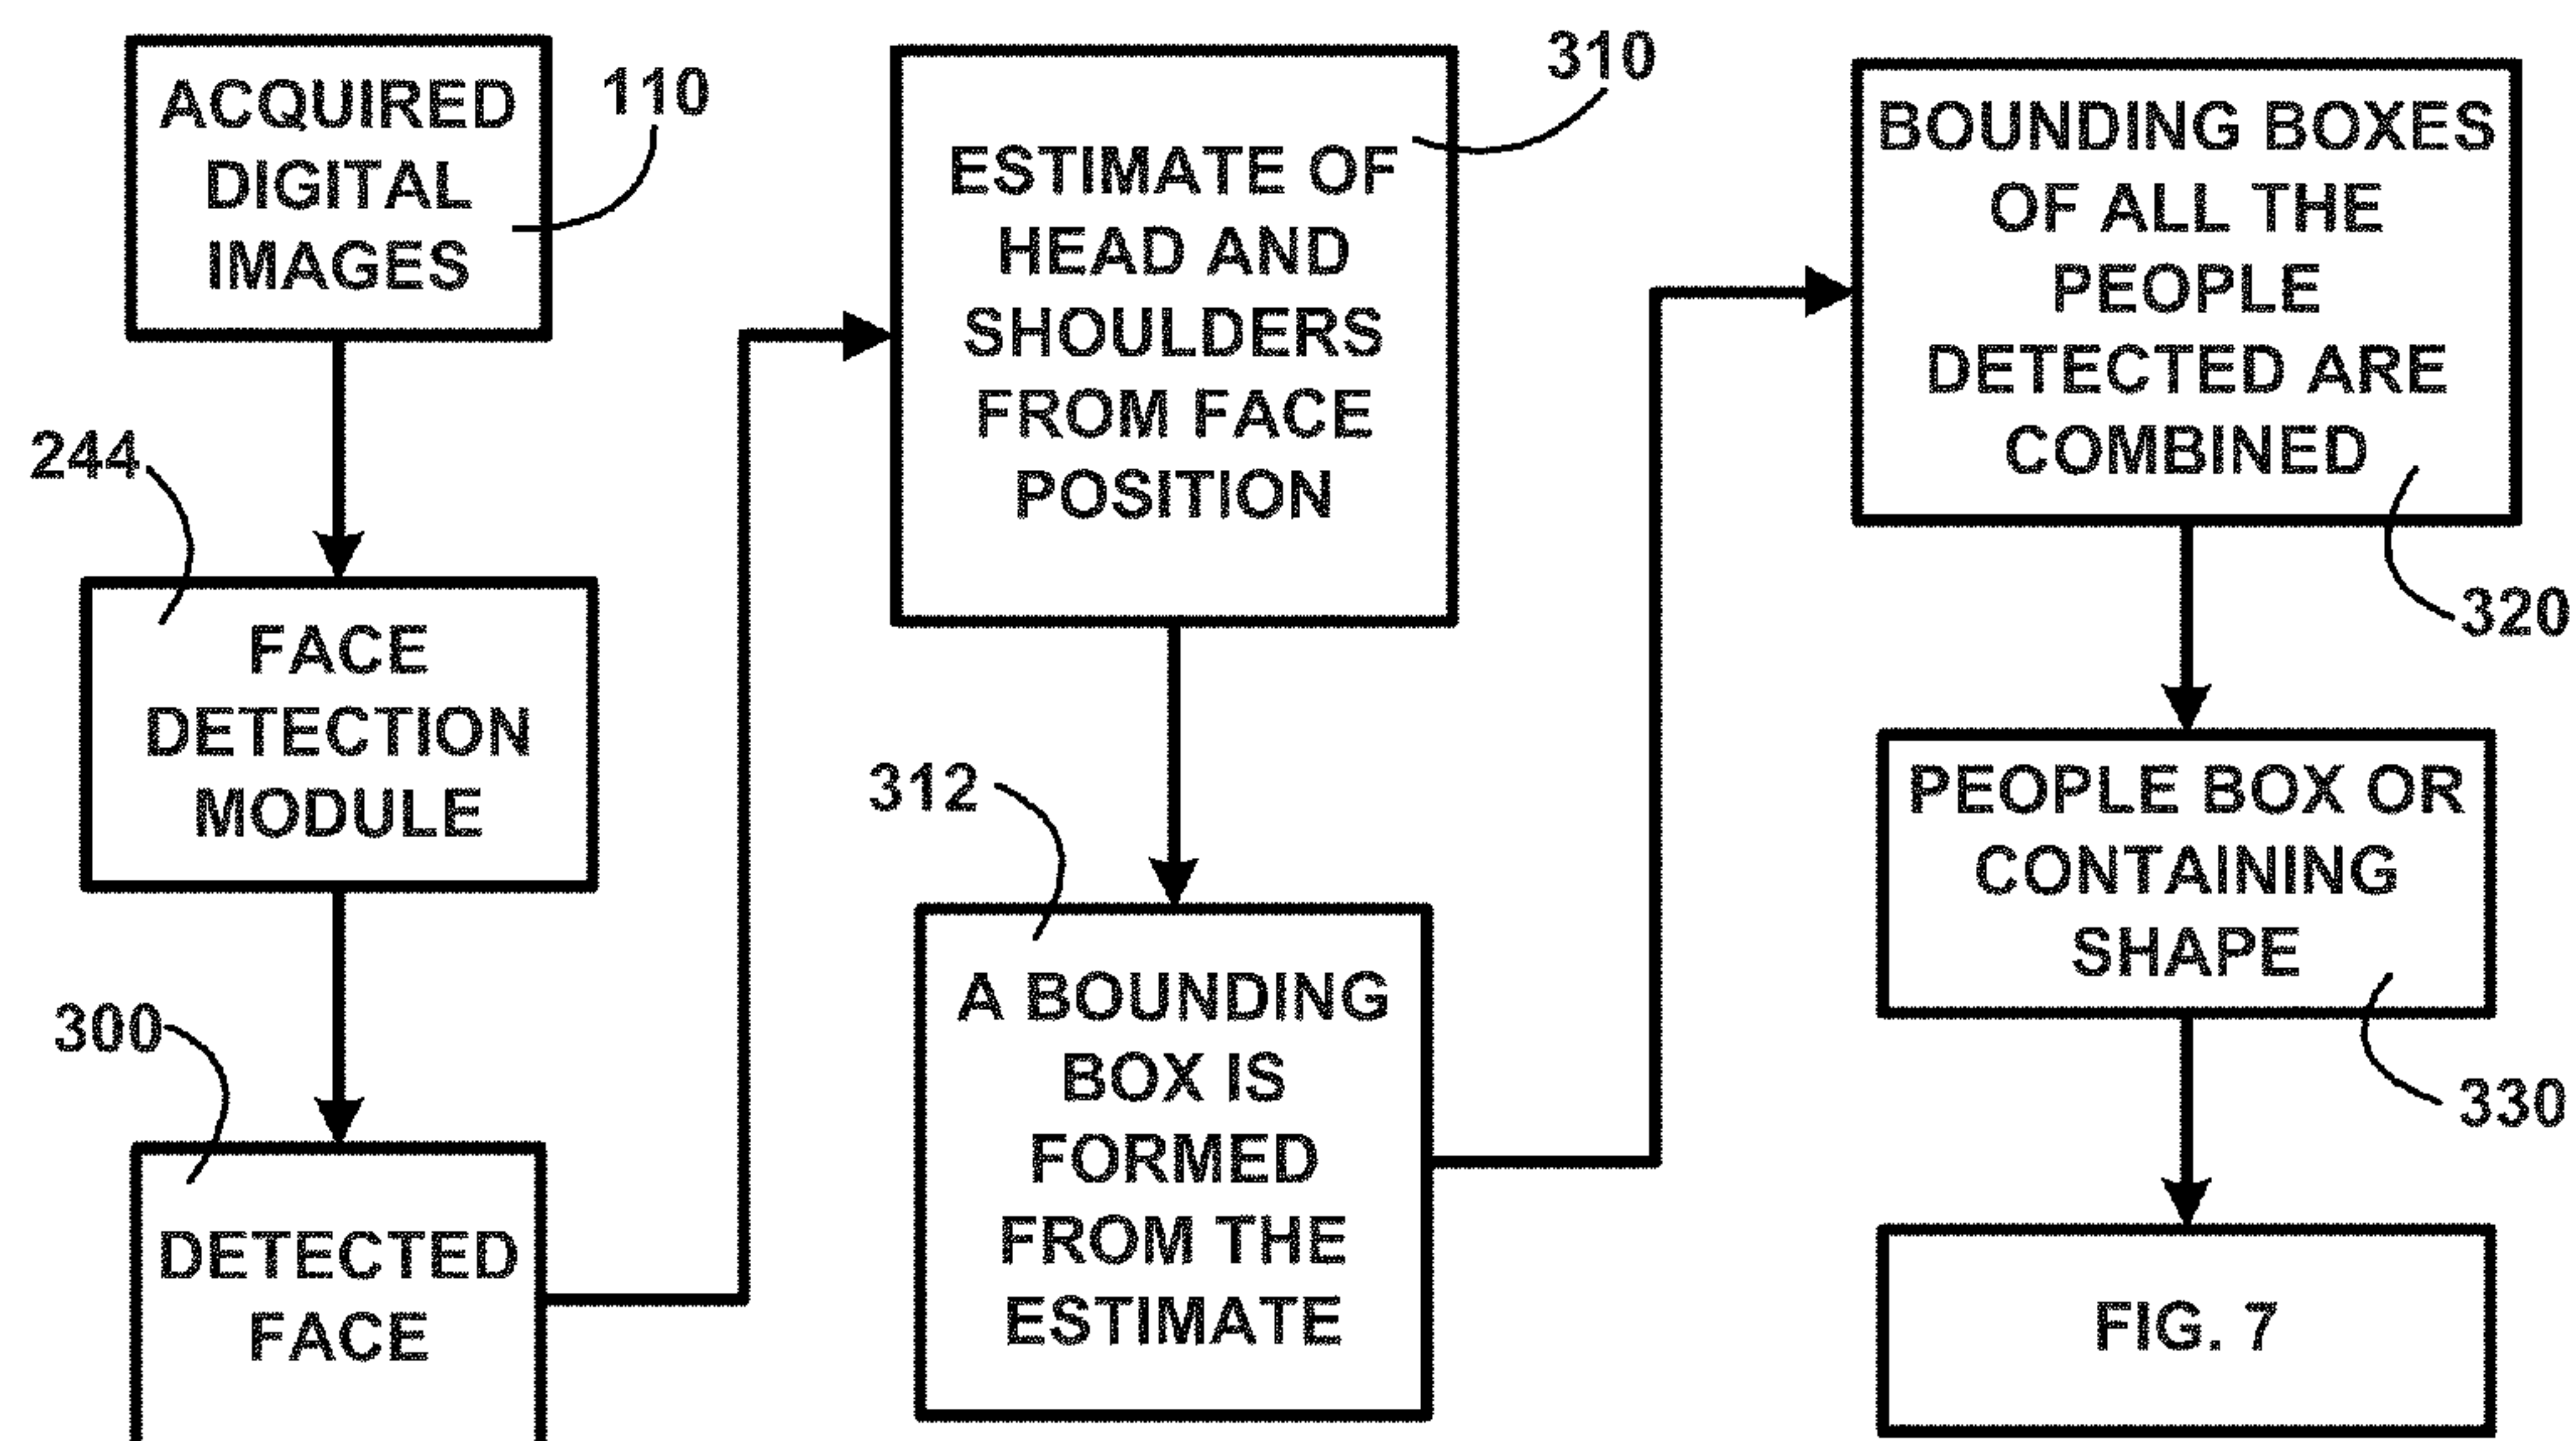 ACQUIRED
DIGITAL
IMAGES
110
244
FACE
DETECTION
MODULE
300
DETECTED
FACE
310
ESTIMATE OF
HEAD AND
SHOULDERS
FROM FACE
POSITION
312
A BOUNDING
BOX IS
FORMED
FROM THE
ESTIMATE
BOUNDING BOXES
OF ALL THE
PEOPLE
DETECTED ARE
COMBINED
320
PEOPLE BOX OR
CONTAINING
SHAPE
330
FIG. 7